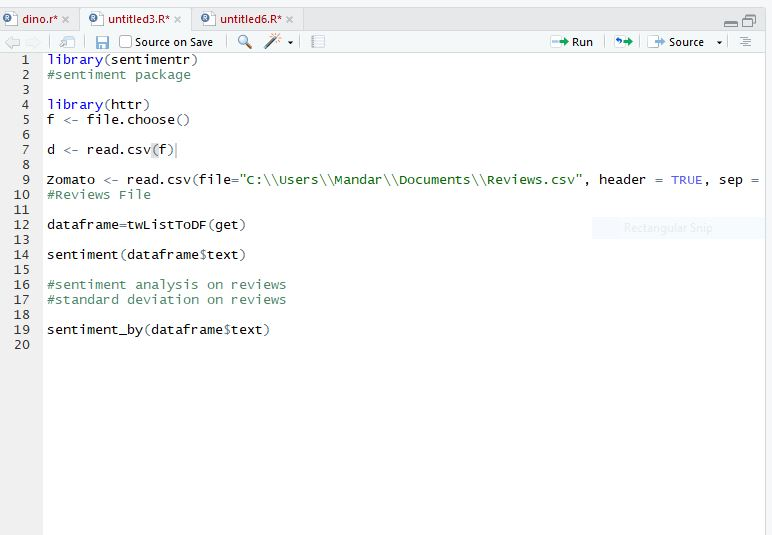 dino.r* untitled3.R* untitled6.R*
Source on Save Run Source
1 library(sentimentr)
2 #sentiment package
3
4 library(httr)
5 f <- file.choose()
6
7 d <- read.csv(f)
8
9 Zomato <- read.csv(file="C:\\Users\\Mandar\\Documents\\Reviews.csv", header = TRUE, sep =
10 #Reviews File
11
12 dataframe=twListToDF(get)
Rectangular Snip
13
14 sentiment(dataframe$text)
15
16 #sentiment analysis on reviews
17 #standard deviation on reviews
18
19 sentiment_by(dataframe$text)
20